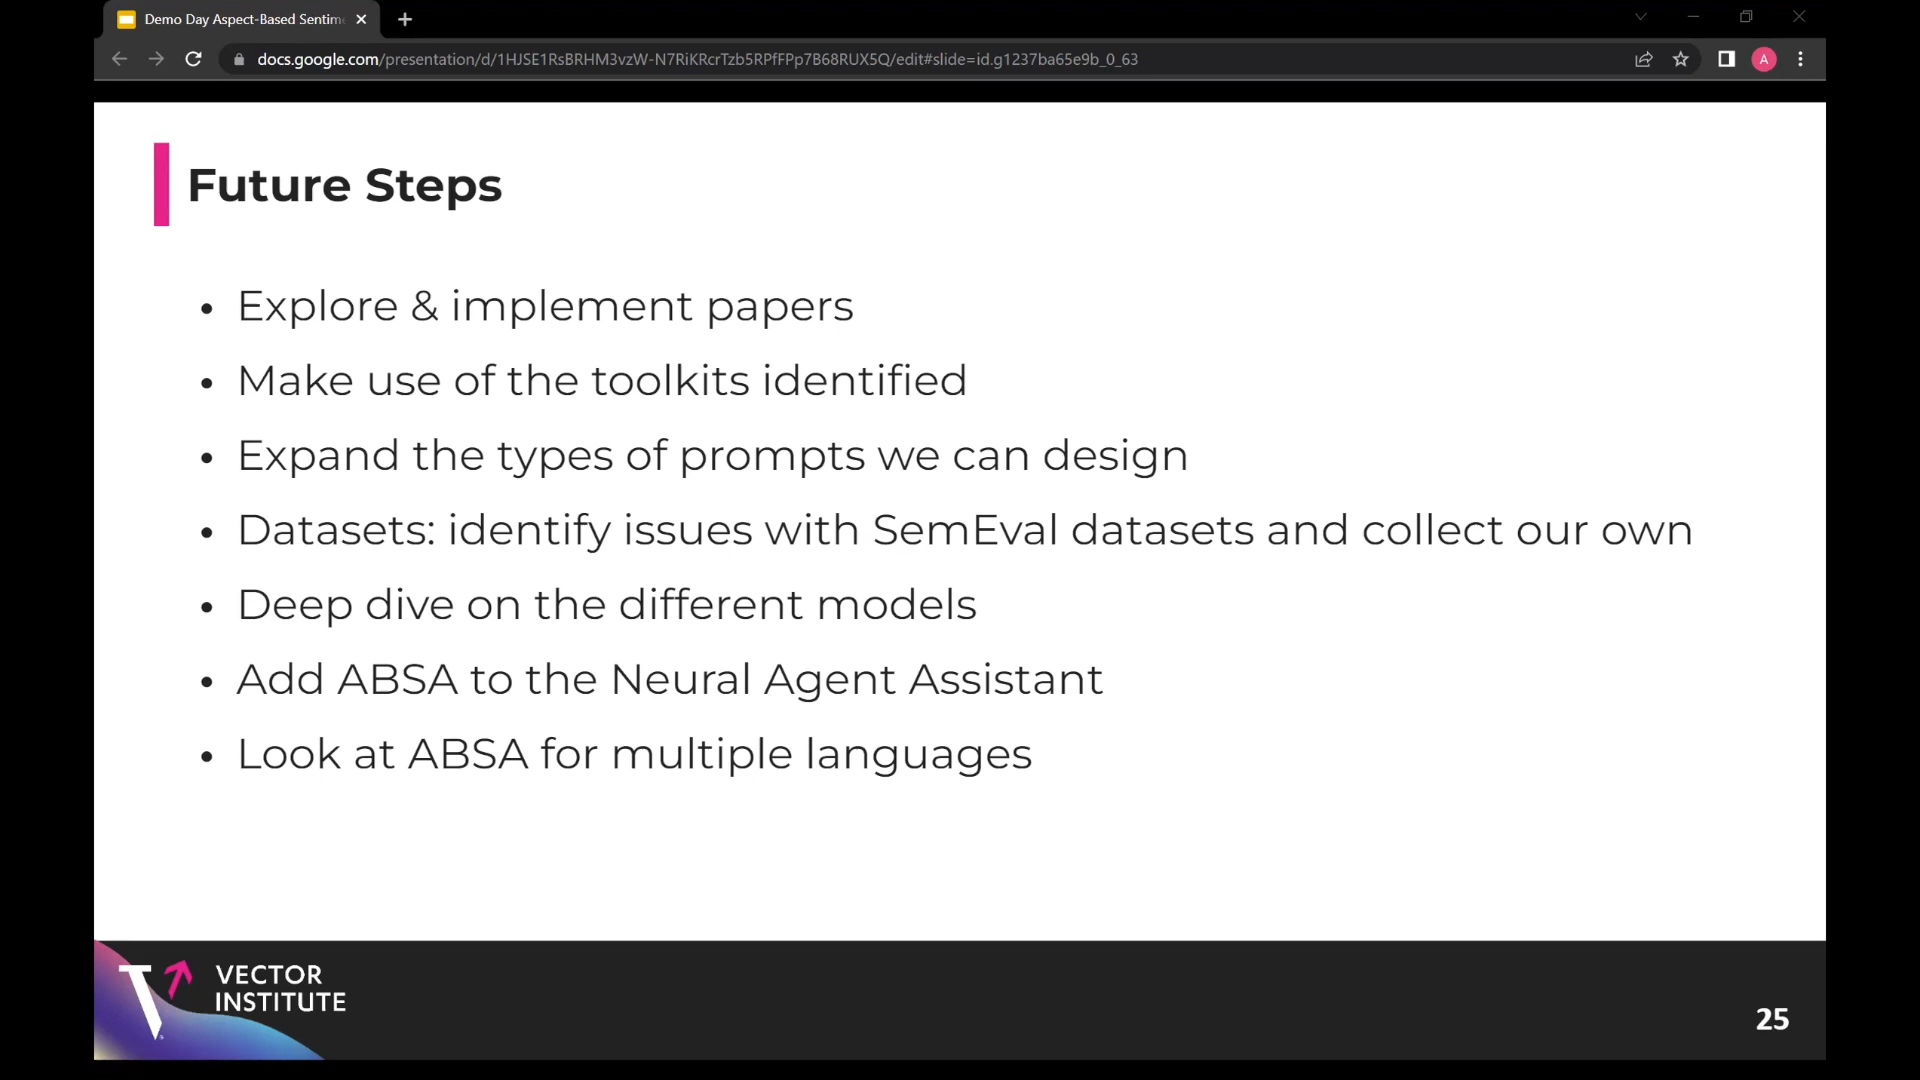 Demo Day Aspect-Based Sentim
docs.google.com/presentation/d/1HJSE1RsBRHM3vzW-N7RiKRcrTzb5RPfFPp7B68RUX5Q/edit#slide=id.g1237ba65e9b_0_63
A
Future Steps
• Explore & implement papers
• Make use of the toolkits identified
• Expand the types of prompts we can design
• Datasets: identify issues with SemEval datasets and collect our own
• Deep dive on the different models
• Add ABSA to the Neural Agent Assistant
• Look at ABSA for multiple languages
VECTOR
INSTITUTE
25